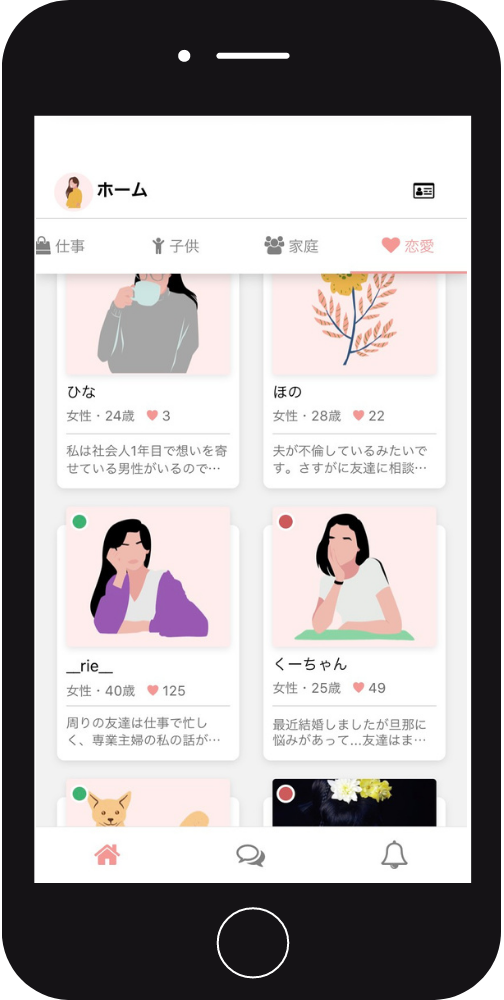 ホーム
仕事 子供 家庭 恋愛
ひな
女性・24歳 3
私は社会人1年目で想いを寄
せている男性がいるので…
ほの
女性・28歳 22
夫が不倫しているみたいで
す。さすがに友達に相談…
__rie__
女性・40歳 125
周りの友達は仕事で忙し
く、専業主婦の私の話が…
くーちゃん
女性・25歳 49
最近結婚しましたが旦那に
悩みがあって...友達はま…